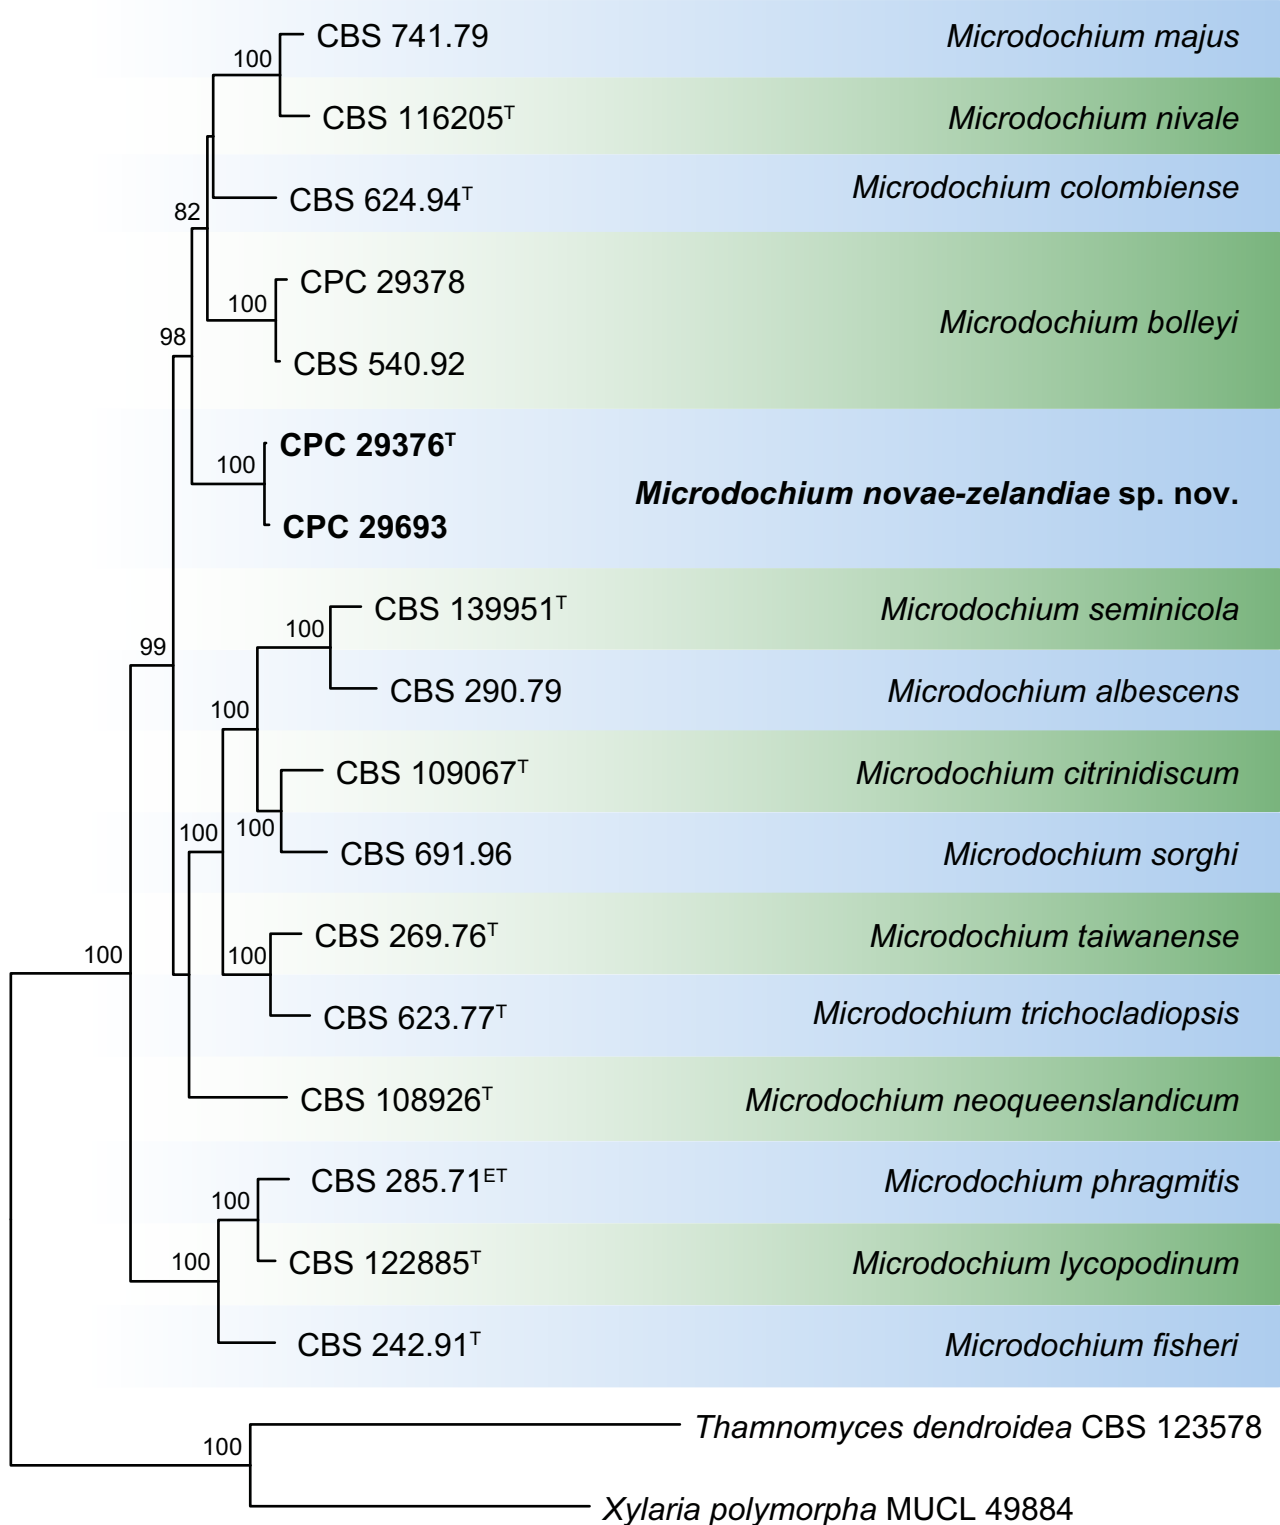 CBS 741.79 Microdochium majus
100
CBS 116205T Microdochium nivale
CBS 624.94T Microdochium colombiense
82
CPC 29378
100
Microdochium bolleyi
98
CBS 540.92
CPC 29376T
100
Microdochium novae-zelandiae sp. nov.
CPC 29693
CBS 139951T Microdochium seminicola
100
99
CBS 290.79 Microdochium albescens
100
CBS 109067T Microdochium citrinidiscum
100
100
CBS 691.96 Microdochium sorghi
CBS 269.76T Microdochium taiwanense
100
100
CBS 623.77T Microdochium trichocladiopsis
CBS 108926T Microdochium neoqueenslandicum
CBS 285.71ET Microdochium phragmitis
100
100
CBS 122885T Microdochium lycopodinum
CBS 242.91T Microdochium fisheri
Thamnomyces dendroidea CBS 123578
100
Xylaria polymorpha MUCL 49884